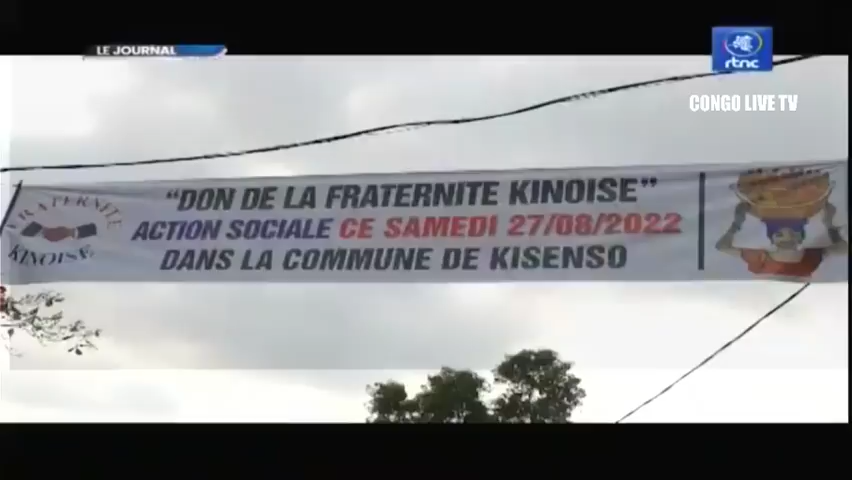 LE JOURNAL
rtnc
CONGO LIVE TV
"DON DE LA FRATERNITE KINOISE"
ACTION SOCIALE CE SAMEDI 27/08/2022
DANS LA COMMUNE DE KISENSO
FRATERNITE
KINOISE